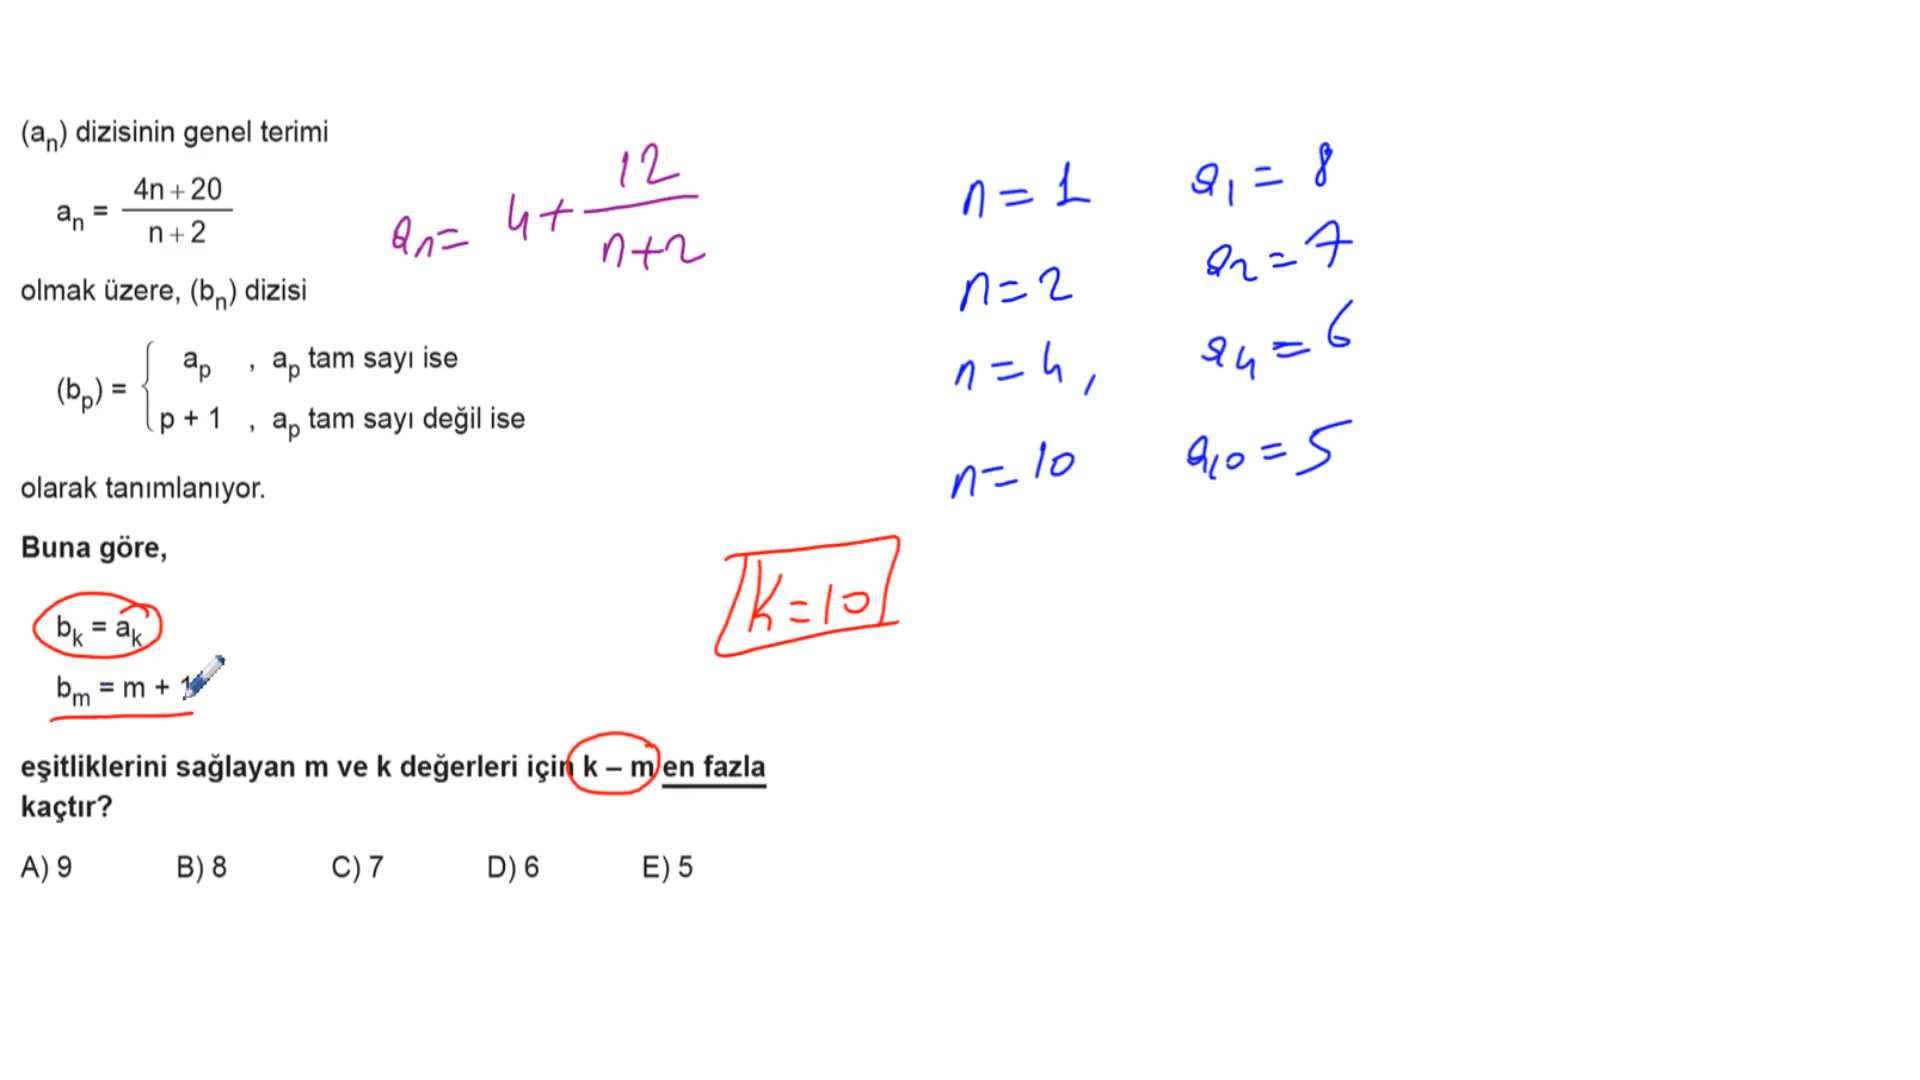 (aₙ) dizisinin genel terimi
aₙ = (4n + 20)/(n + 2)
aₙ = 4 + 12/(n+2)
olmak üzere, (bₙ) dizisi
(bₚ) = { aₚ , aₚ tam sayı ise
p + 1 , aₚ tam sayı değil ise
olarak tanımlanıyor.
Buna göre,
bₖ = aₖ
bₘ = m +
eşitliklerini sağlayan m ve k değerleri için k – m en fazla
kaçtır?
A) 9 B) 8 C) 7 D) 6 E) 5
n = 1 a₁ = 8
n = 2 a₂ = 7
n = 4, a₄ = 6
n = 10 a₁₀ = 5
k = 10